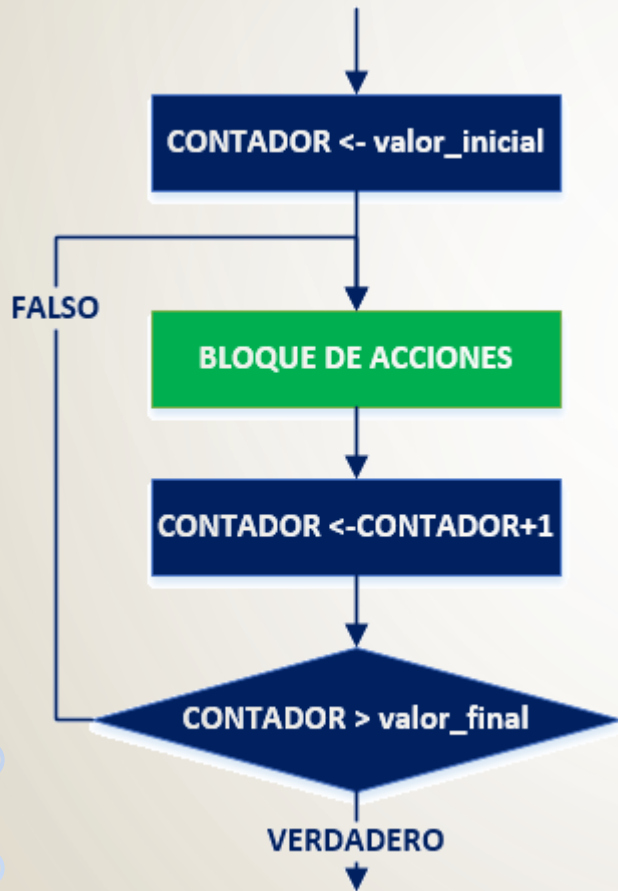 CONTADOR <- valor_inicial
FALSO
BLOQUE DE ACCIONES
CONTADOR <-CONTADOR+1
CONTADOR > valor_final
VERDADERO